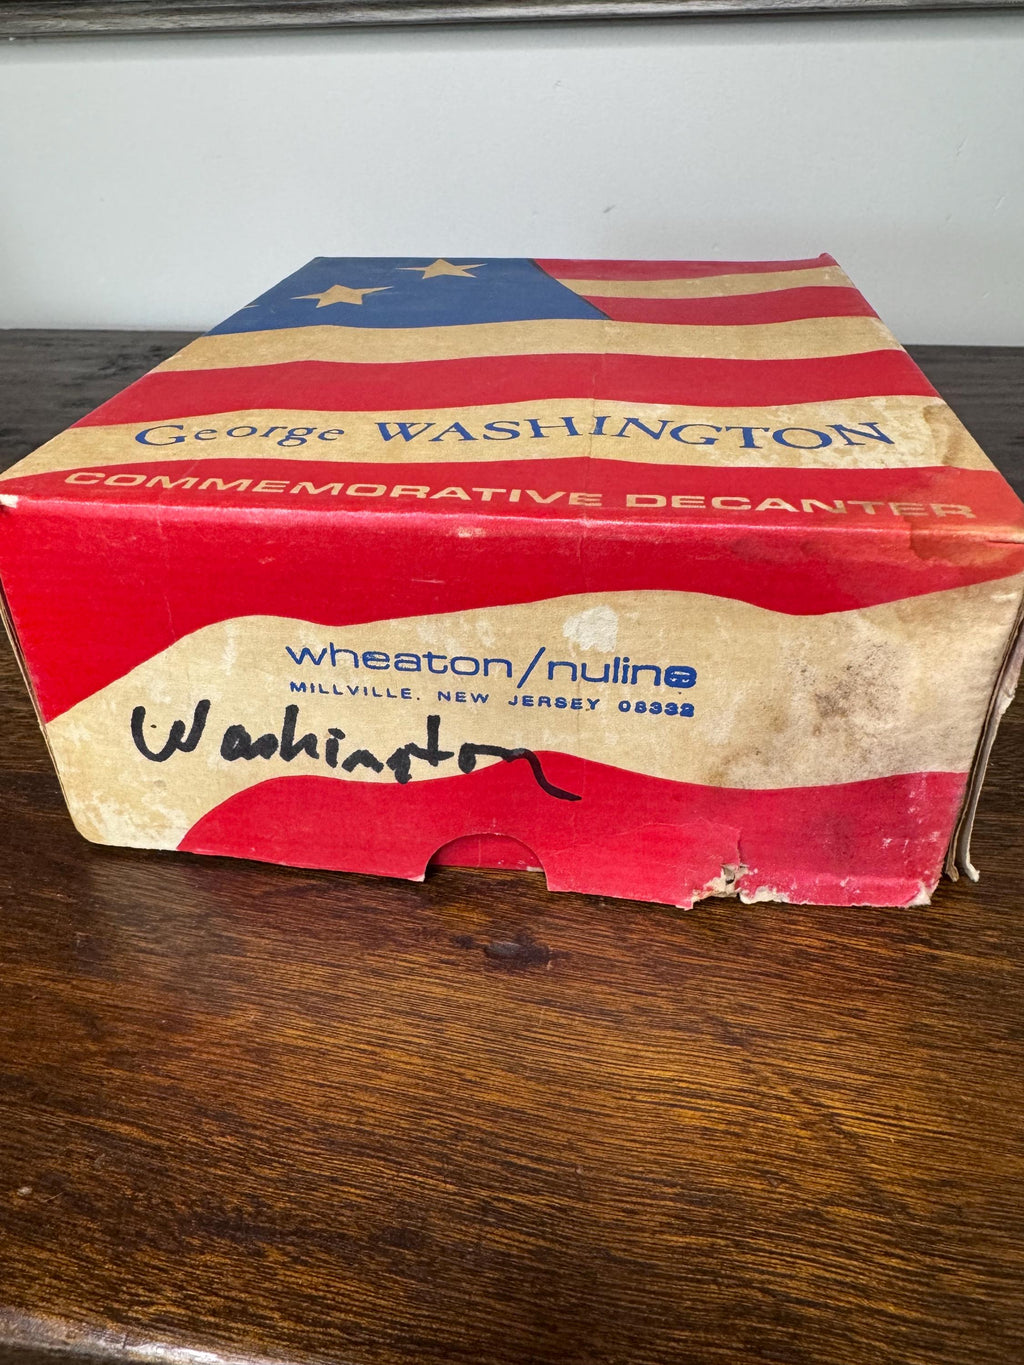 George WASHINGTON
COMMEMORATIVE DECANTER
wheaton/nuline
MILLVILLE, NEW JERSEY 08332
Washington